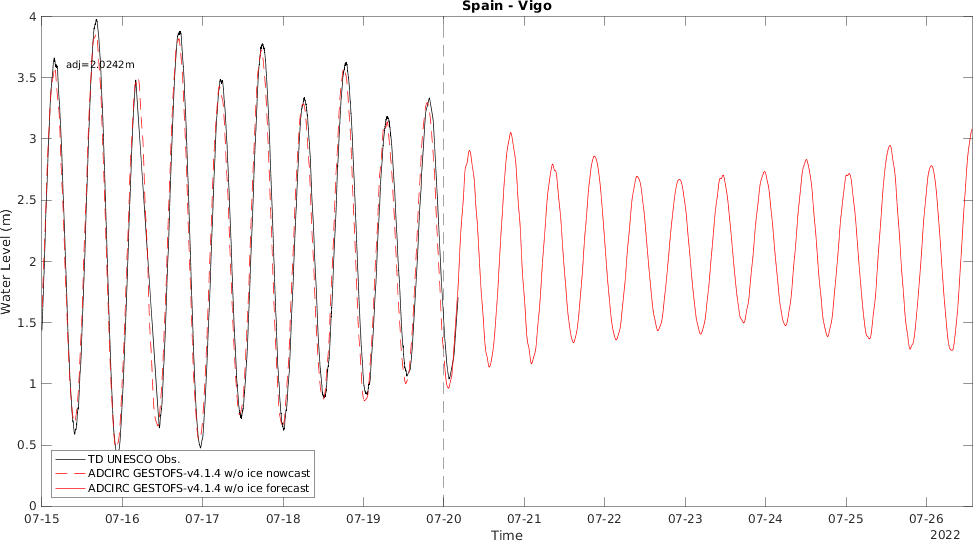 Spain - Vigo
adj=2.0242m
4
3.5
3
2.5
2
1.5
1
0.5
0
Water Level (m)
TD UNESCO Obs.
ADCIRC GESTOFS-v4.1.4 w/o ice nowcast
ADCIRC GESTOFS-v4.1.4 w/o ice forecast
07-15 07-16 07-17 07-18 07-19 07-20 07-21 07-22 07-23 07-24 07-25 07-26
Time
2022